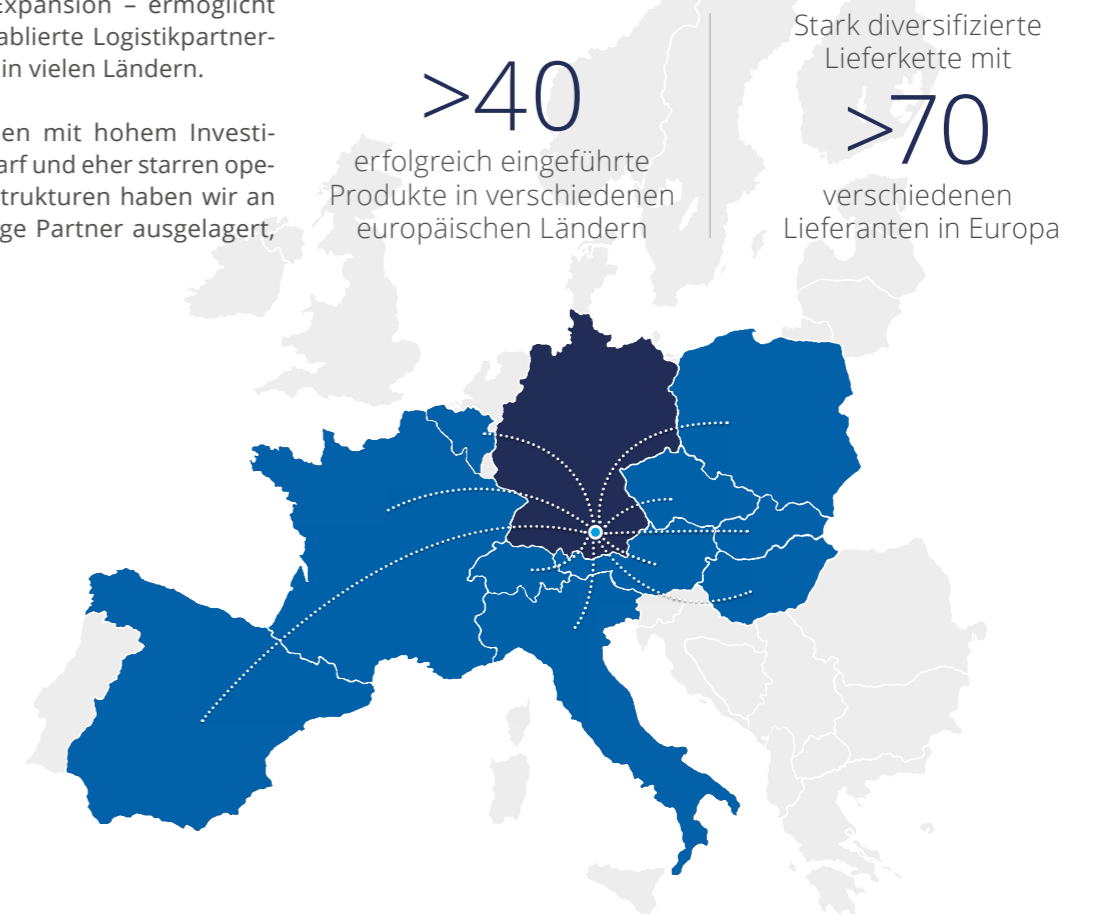 Expansion – ermöglicht
ablierte Logistikpartner-
in vielen Ländern.
en mit hohem Investi-
arf und eher starren ope-
trukturen haben wir an
ge Partner ausgelagert,
>40
erfolgreich eingeführte
Produkte in verschiedenen
europäischen Ländern
Stark diversifizierte
Lieferkette mit
>70
verschiedenen
Lieferanten in Europa